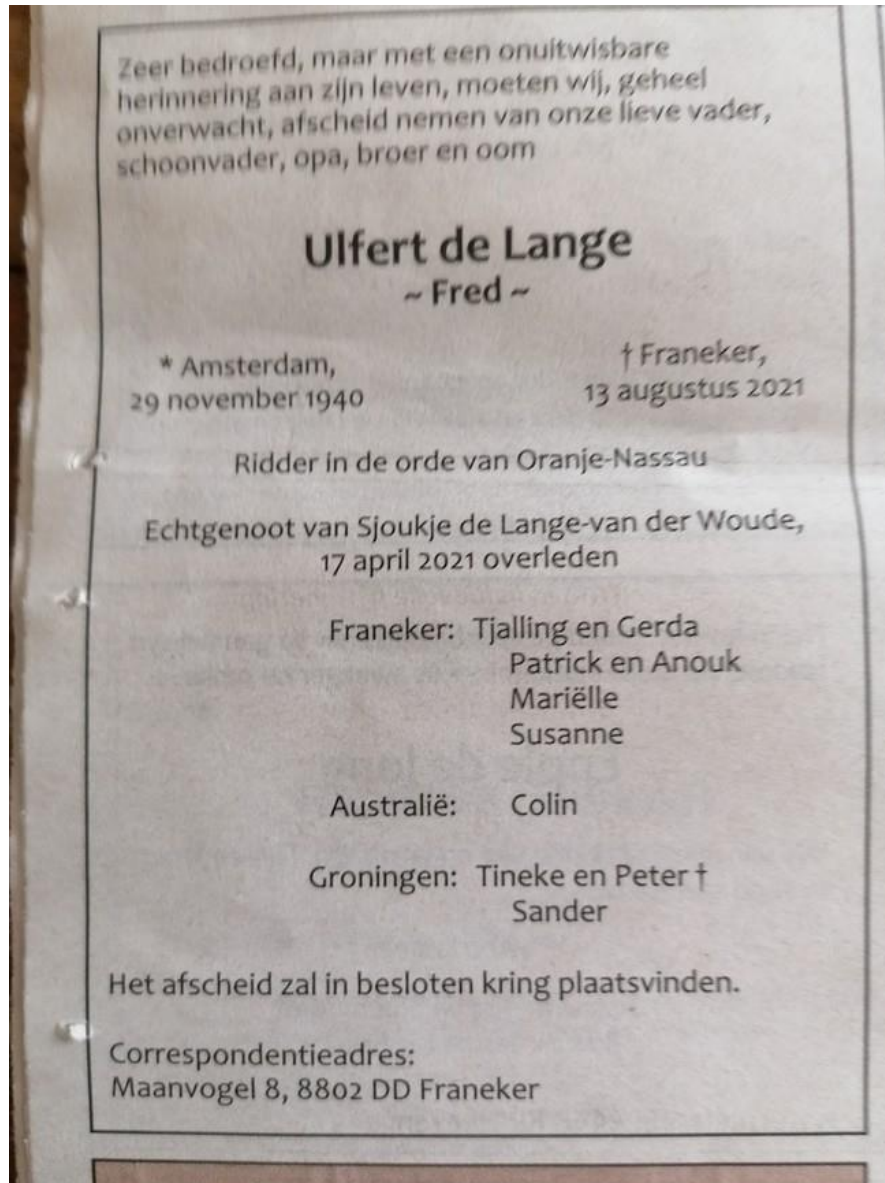 Zeer bedroefd, maar met een onuitwisbare
herinnering aan zijn leven, moeten wij, geheel
onverwacht, afscheid nemen van onze lieve vader,
schoonvader, opa, broer en oom
Ulfert de Lange
~ Fred ~
* Amsterdam,
29 november 1940
† Franeker,
13 augustus 2021
Ridder in de orde van Oranje-Nassau
Echtgenoot van Sjoukje de Lange-van der Woude,
17 april 2021 overleden
Franeker: Tjalling en Gerda
Patrick en Anouk
Mariëlle
Susanne
Australië: Colin
Groningen: Tineke en Peter †
Sander
Het afscheid zal in besloten kring plaatsvinden.
Correspondentieadres:
Maanvogel 8, 8802 DD Franeker